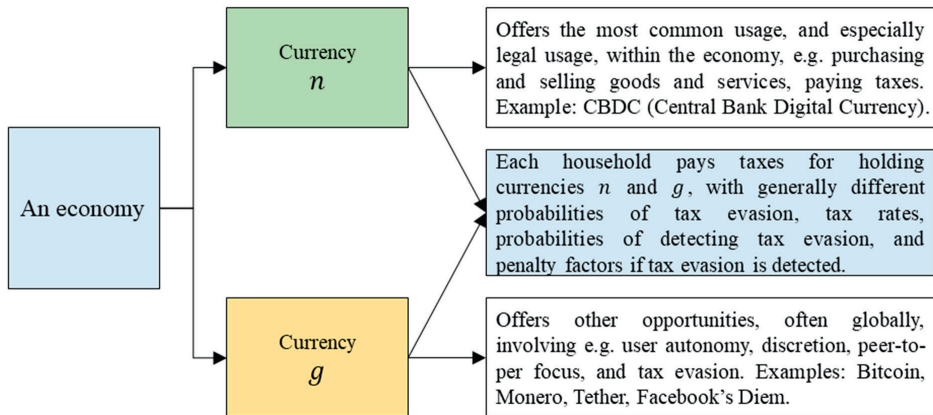 An economy
Currency
n
Currency
g
Offers the most common usage, and especially
legal usage, within the economy, e.g. purchasing
and selling goods and services, paying taxes.
Example: CBDC (Central Bank Digital Currency).
Each household pays taxes for holding
currencies n and g, with generally different
probabilities of tax evasion, tax rates,
probabilities of detecting tax evasion, and
penalty factors if tax evasion is detected.
Offers other opportunities, often globally,
involving e.g. user autonomy, discretion, peer-to-
per focus, and tax evasion. Examples: Bitcoin,
Monero, Tether, Facebook's Diem.